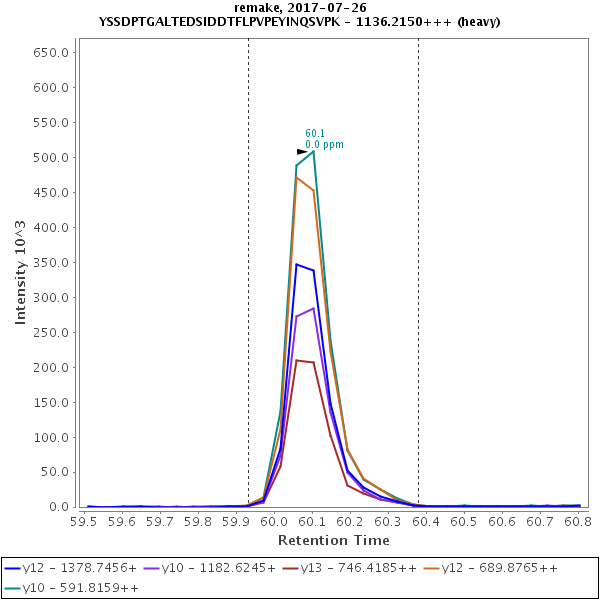 remake, 2017-07-26
YSSDPTGALTEDSIDDTFLPVPEYINQSVPK - 1136.2150+++ (heavy)
650.0
600.0
550.0
500.0
450.0
400.0
350.0
300.0
250.0
200.0
150.0
100.0
50.0
0.0
Intensity 10^3
60.1
0.0 ppm
59.5 59.6 59.7 59.8 59.9 60.0 60.1 60.2 60.3 60.4 60.5 60.6 60.7 60.8
Retention Time
y12 - 1378.7456+ y10 - 1182.6245+ y13 - 746.4185++ y12 - 689.8765++
y10 - 591.8159++